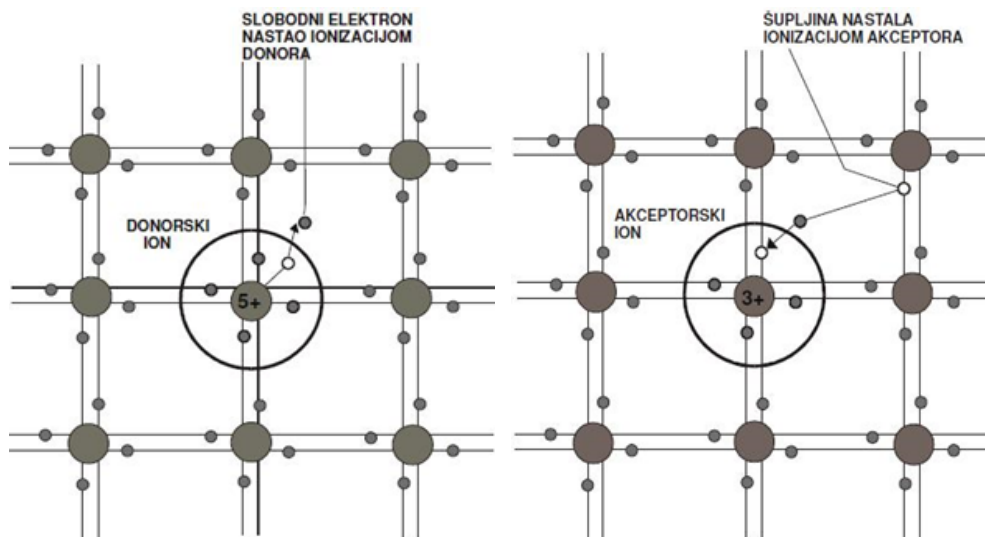 SLOBODNI ELEKTRON
NASTAO IONIZACIJOM
DONORA
DONORSKI
ION
5+
ŠUPLJINA NASTALA
IONIZACIJOM AKCEPTORA
AKCEPTORSKI
ION
3+